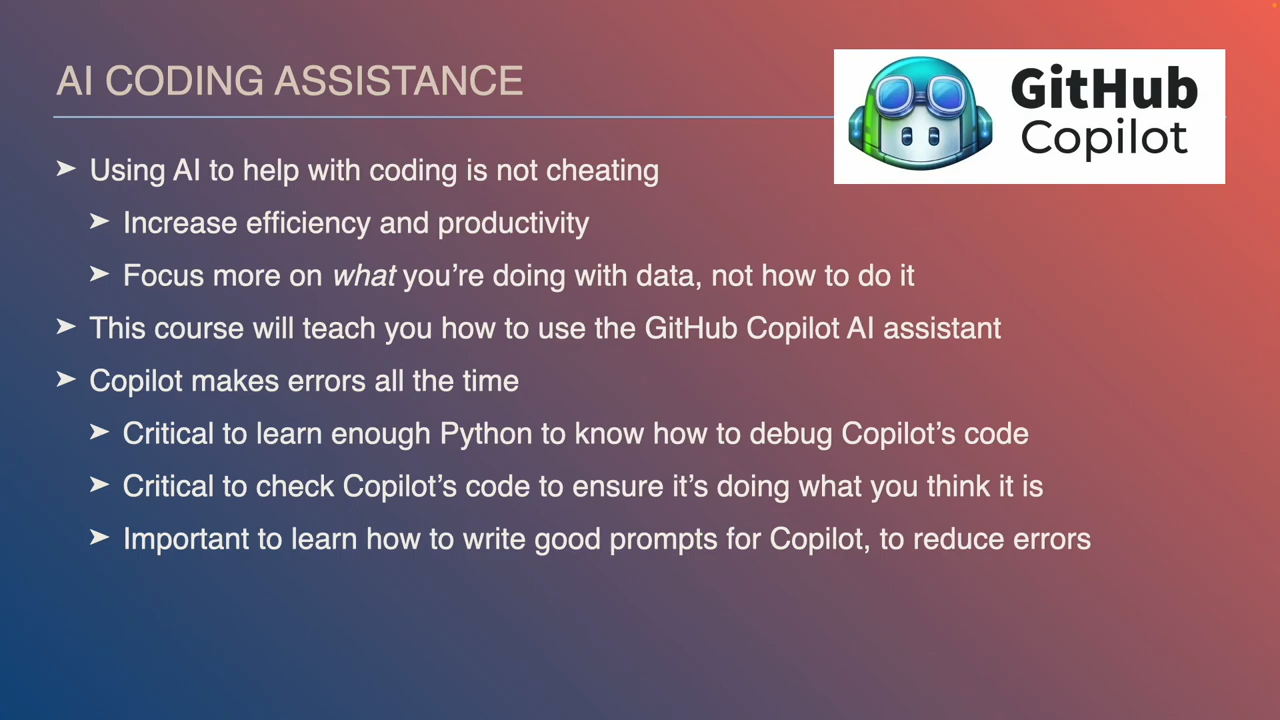 AI CODING ASSISTANCE
GitHub
Copilot
➤ Using AI to help with coding is not cheating
➤ Increase efficiency and productivity
➤ Focus more on what you’re doing with data, not how to do it
➤ This course will teach you how to use the GitHub Copilot AI assistant
➤ Copilot makes errors all the time
➤ Critical to learn enough Python to know how to debug Copilot’s code
➤ Critical to check Copilot’s code to ensure it’s doing what you think it is
➤ Important to learn how to write good prompts for Copilot, to reduce errors